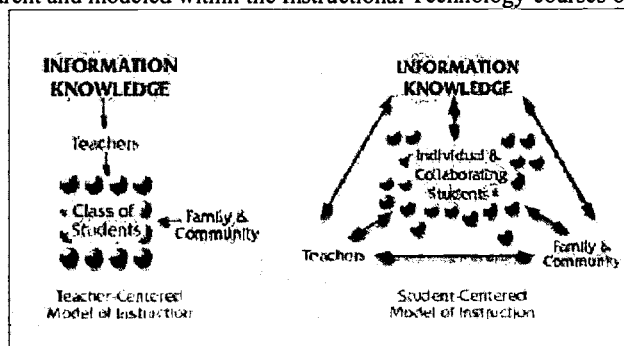 rent and modeled within the Instructional Technology courses o
INFORMATION
KNOWLEDGE
Teachers
Class of
Students
Family &
Community
Teacher-Centered
Model of Instruction
INFORMATION
KNOWLEDGE
Individual &
Collaborating
Students
Teachers
Family &
Community
Student-Centered
Model of Instruction